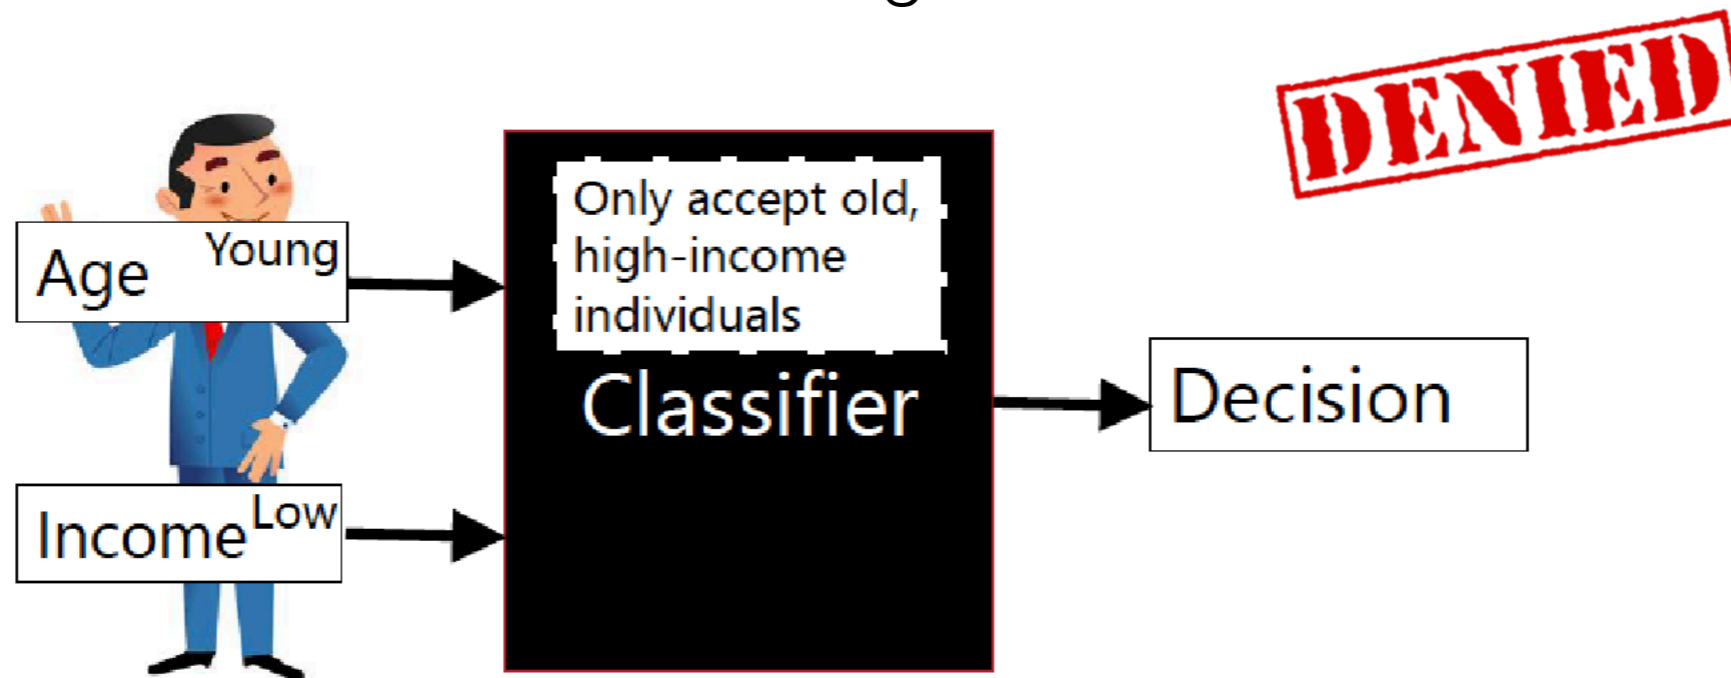 DENIED
Age Young
Only accept old,
high-income
individuals
Classifier
Decision
Income Low